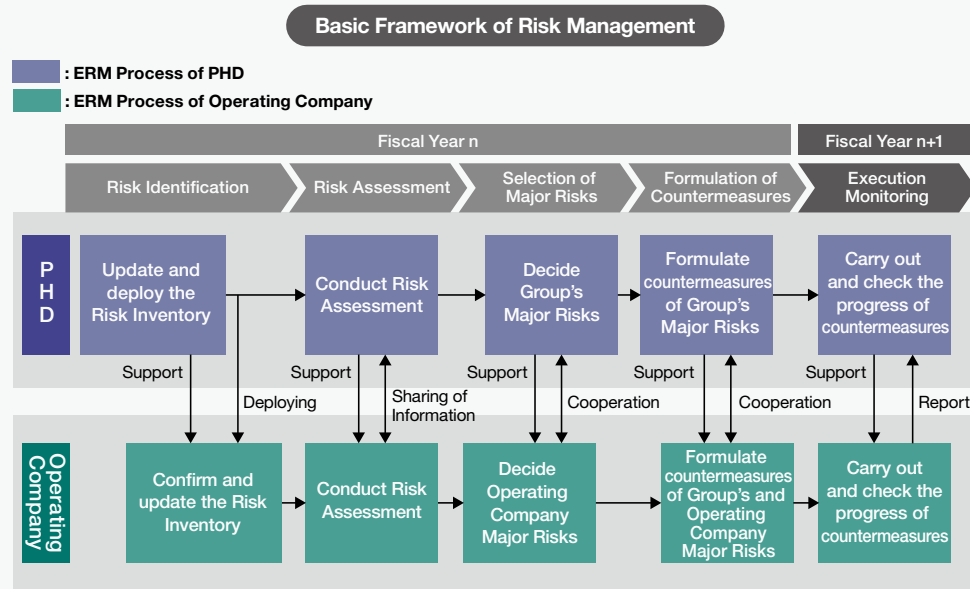 Basic Framework of Risk Management
: ERM Process of PHD
: ERM Process of Operating Company
Fiscal Year n
Fiscal Year n+1
Risk Identification
Risk Assessment
Selection of
Major Risks
Formulation of
Countermeasures
Execution
Monitoring
P
H
D
Update and
deploy the
Risk Inventory
Conduct Risk
Assessment
Decide
Group's
Major Risks
Formulate
countermeasures
of Group's
Major Risks
Carry out
and check the
progress of
countermeasures
Support
Deploying
Support
Sharing of
Information
Support
Cooperation
Support
Cooperation
Support
Report
Operating
Company
Confirm and
update the Risk
Inventory
Conduct Risk
Assessment
Decide
Operating
Company
Major Risks
Formulate
countermeasures
of Group's and
Operating
Company
Major Risks
Carry out
and check the
progress of
countermeasures